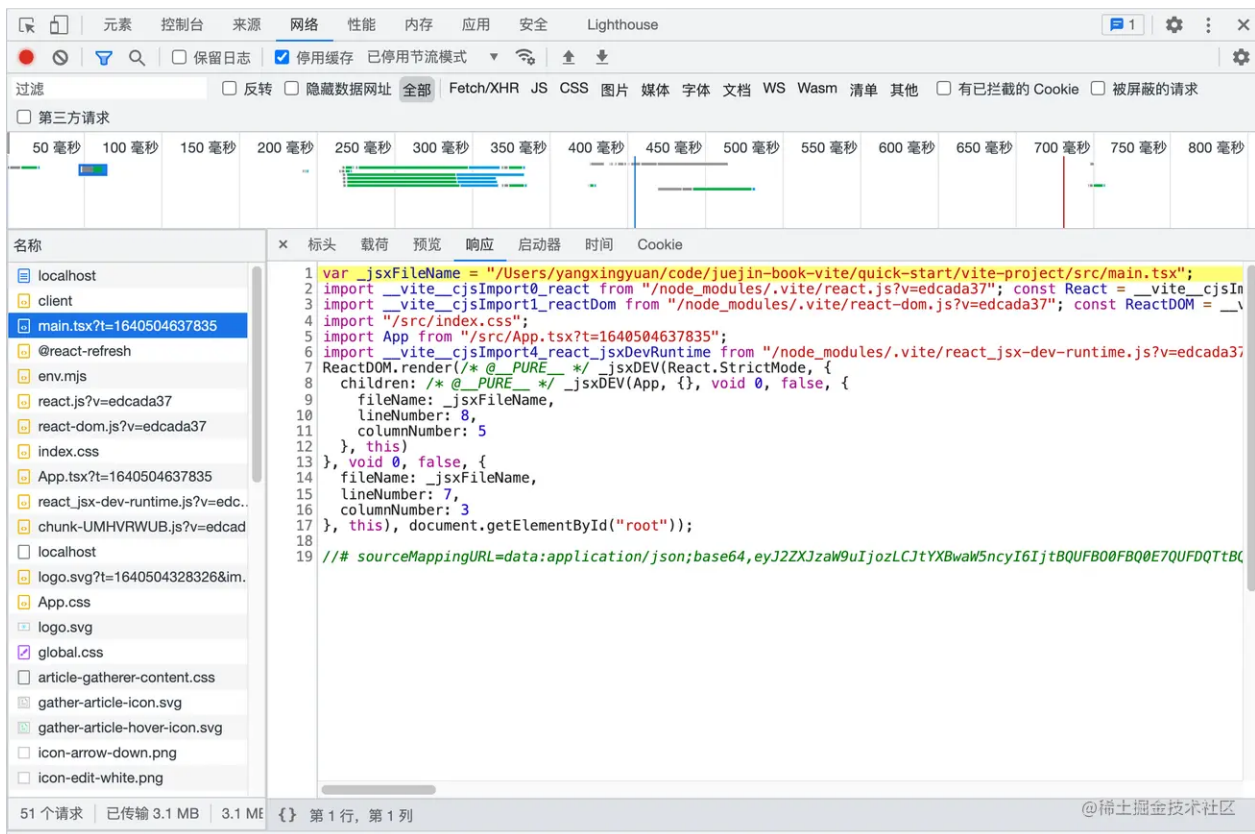 元素 控制台 来源 网络 性能 内存 应用 安全 Lighthouse 1
保留日志 停用缓存 已停用节流模式
过滤 反转 隐藏数据网址 全部 Fetch/XHR JS CSS 图片 媒体 字体 文档 WS Wasm 清单 其他 有已拦截的 Cookie 被屏蔽的请求
第三方请求
50 毫秒 100 毫秒 150 毫秒 200 毫秒 250 毫秒 300 毫秒 350 毫秒 400 毫秒 450 毫秒 500 毫秒 550 毫秒 600 毫秒 650 毫秒 700 毫秒 750 毫秒 800 毫秒
名称
localhost
client
main.tsx?t=1640504637835
@react-refresh
env.mjs
react.js?v=edcada37
react-dom.js?v=edcada37
index.css
App.tsx?t=1640504637835
react_jsx-dev-runtime.js?v=edc..
chunk-UMHVRWUB.js?v=edcad
localhost
logo.svg?t=1640504328326&im.
App.css
logo.svg
global.css
article-gatherer-content.css
gather-article-icon.svg
gather-article-hover-icon.svg
icon-arrow-down.png
icon-edit-white.png
51 个请求 已传输 3.1 MB 3.1 ME
× 标头 载荷 预览 响应 启动器 时间 Cookie
1 var _jsxFileName = "/Users/yangxingyuan/code/juejin-book-vite/quick-start/vite-project/src/main.tsx";
2 import __vite__cjsImport0_react from "/node_modules/.vite/react.js?v=edcada37"; const React = __vite__cjsIm
3 import __vite__cjsImport1_reactDom from "/node_modules/.vite/react-dom.js?v=edcada37"; const ReactDOM = __v
4 import "/src/index.css";
5 import App from "/src/App.tsx?t=1640504637835";
6 import __vite__cjsImport4_react_jsxDevRuntime from "/node_modules/.vite/react_jsx-dev-runtime.js?v=edcada37
7 ReactDOM.render(/* @__PURE__ */ _jsxDEV(React.StrictMode, {
8 children: /* @__PURE__ */ _jsxDEV(App, {}, void 0, false, {
9 fileName: _jsxFileName,
10 lineNumber: 8,
11 columnNumber: 5
12 }, this)
13 }, void 0, false, {
14 fileName: _jsxFileName,
15 lineNumber: 7,
16 columnNumber: 3
17 }, this), document.getElementById("root"));
18
19 //# sourceMappingURL=data:application/json;base64,eyJ2ZXJzaW9uIjozLCJtYXBwaW5ncyI6IjtBQUFBO0FBQ0E7QUFDQTtBQ
{} 第 1 行，第 1 列
@稀土掘金技术社区